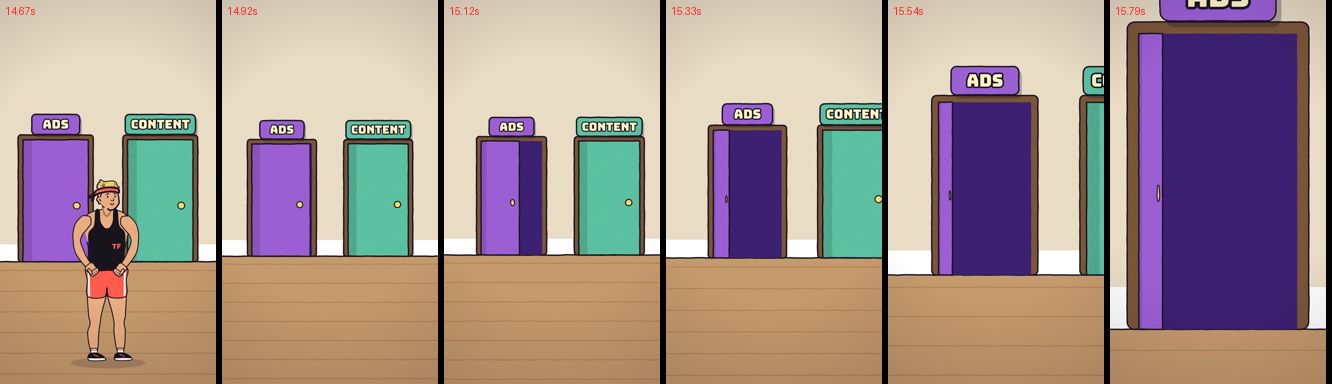 14.67s
ADS
CONTENT
TF
14.92s
ADS
CONTENT
15.12s
ADS
CONTENT
15.33s
ADS
CONTENT
15.54s
ADS
15.79s
ADS